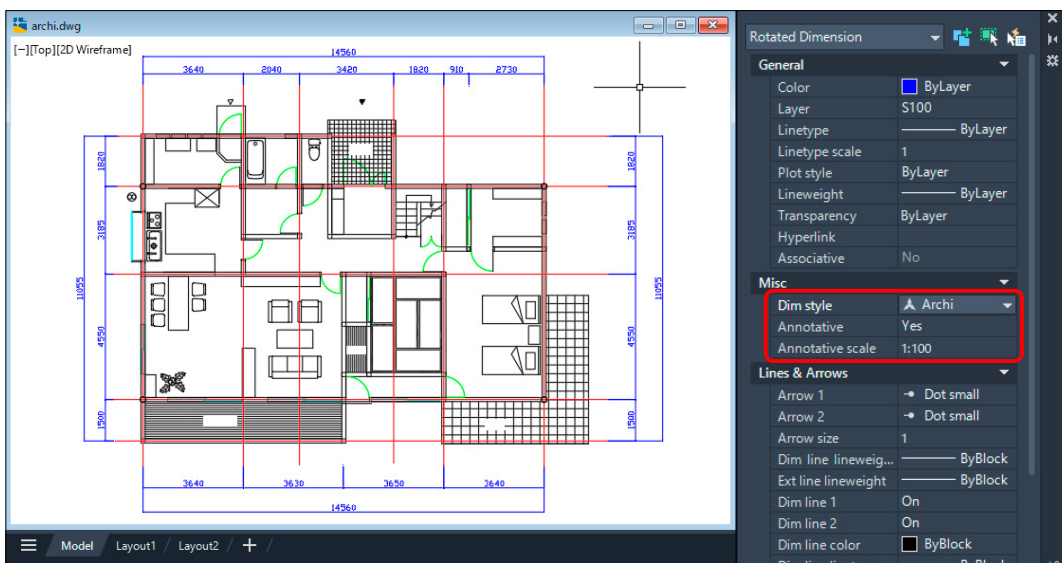 archi.dwg
[−][Top][2D Wireframe]
14560
3640 2040 3420 1820 910 2730
1820
3185
4550
1500
11055
1820
3185
4550
1500
11055
3640 3630 3650 3640
14560
Model Layout1 Layout2 +
Rotated Dimension
General
Color ByLayer
Layer S100
Linetype ByLayer
Linetype scale 1
Plot style ByLayer
Lineweight ByLayer
Transparency ByLayer
Hyperlink
Associative No
Misc
Dim style Archi
Annotative Yes
Annotative scale 1:100
Lines & Arrows
Arrow 1 Dot small
Arrow 2 Dot small
Arrow size 1
Dim line lineweig... ByBlock
Ext line lineweight ByBlock
Dim line 1 On
Dim line 2 On
Dim line color ByBlock